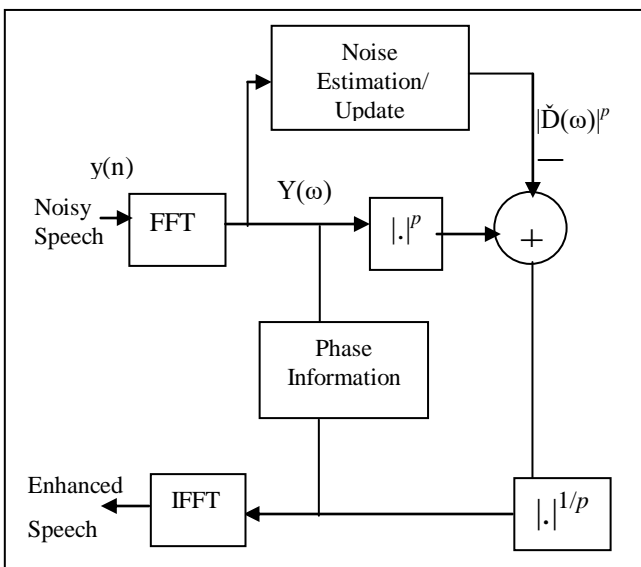 Noise
Estimation/
Update
|Ď(ω)|ᵖ
—
y(n)
Noisy
Speech
FFT
Y(ω)
|.|ᵖ
+
Phase
Information
Enhanced
Speech
IFFT
|.|¹/ᵖ